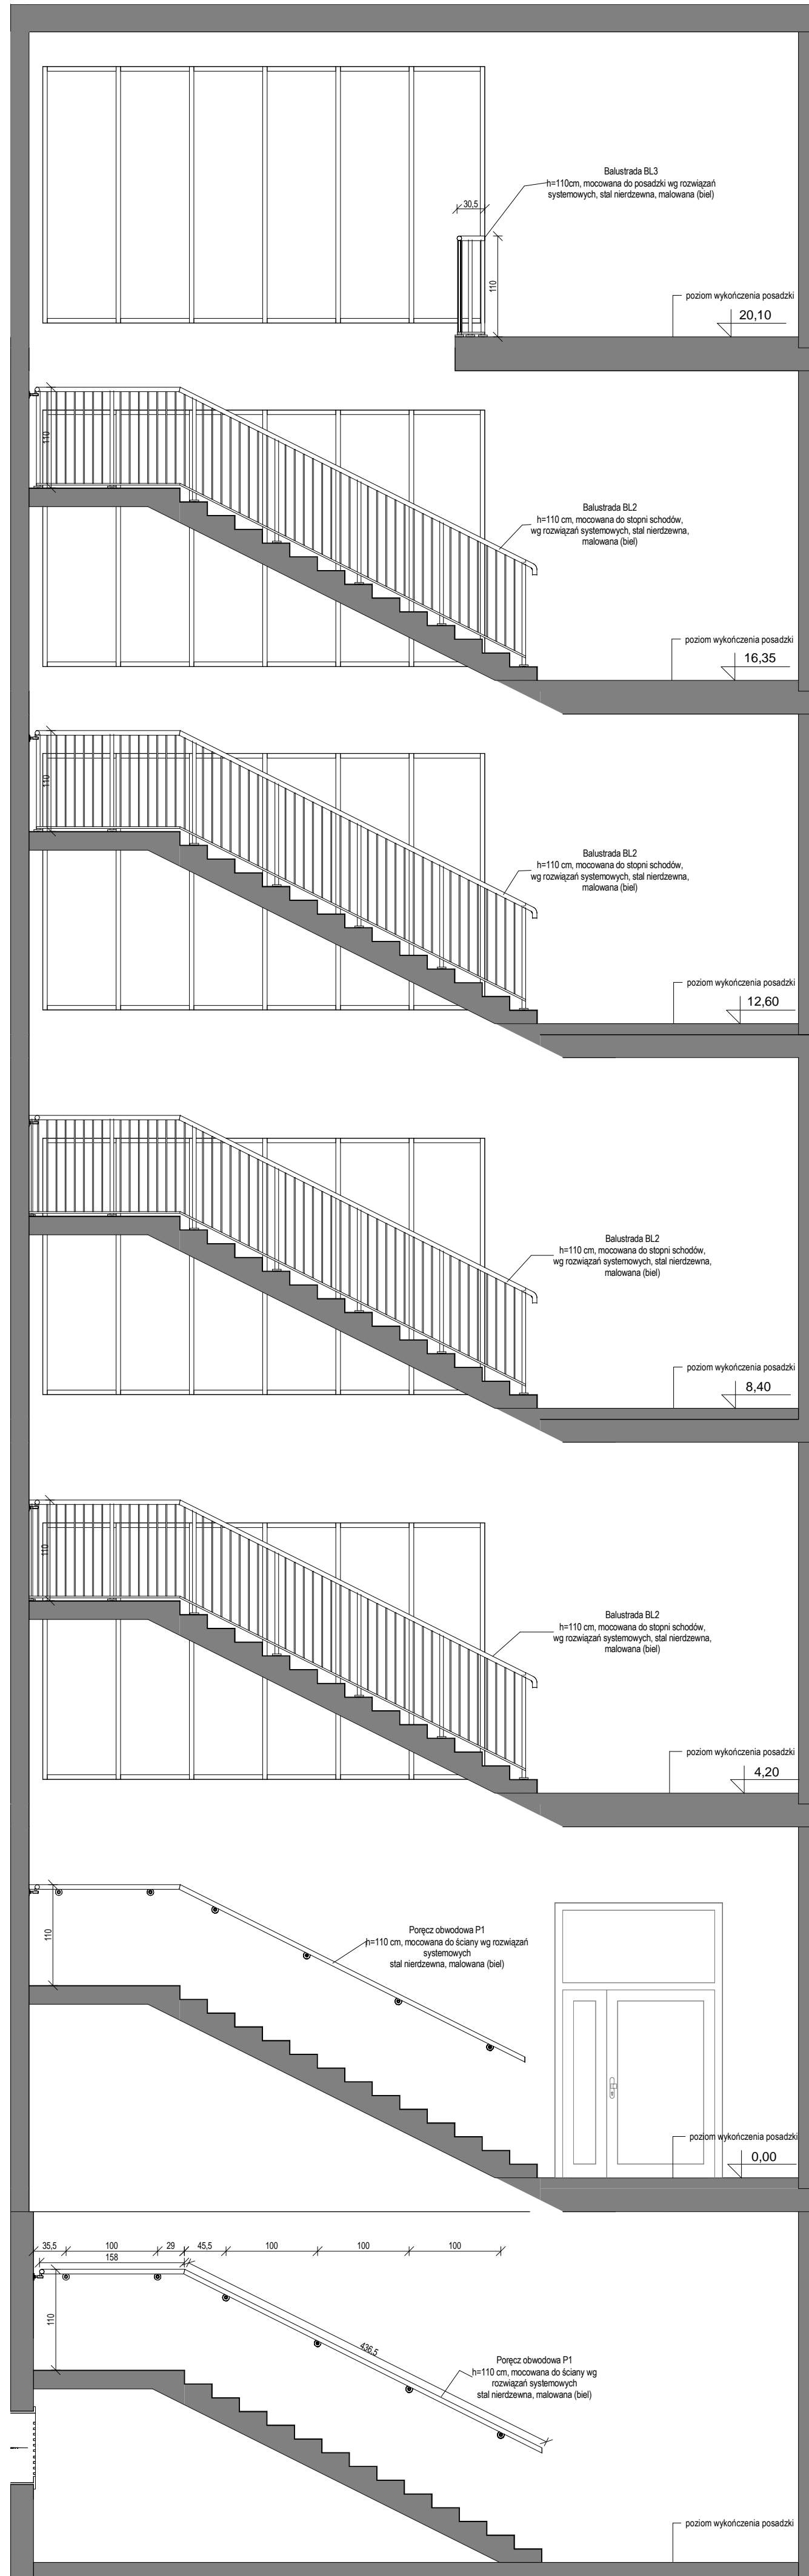 Balustrada BL3
h=110cm, mocowana do posadzki wg rozwiązań
systemowych, stal nierdzewna, malowana (biel)
30,5
110
poziom wykończenia posadzki
20,10
110
Balustrada BL2
h=110 cm, mocowana do stopni schodów,
wg rozwiązań systemowych, stal nierdzewna,
malowana (biel)
poziom wykończenia posadzki
16,35
110
Balustrada BL2
h=110 cm, mocowana do stopni schodów,
wg rozwiązań systemowych, stal nierdzewna,
malowana (biel)
poziom wykończenia posadzki
12,60
Balustrada BL2
h=110 cm, mocowana do stopni schodów,
wg rozwiązań systemowych, stal nierdzewna,
malowana (biel)
poziom wykończenia posadzki
8,40
110
Balustrada BL2
h=110 cm, mocowana do stopni schodów,
wg rozwiązań systemowych, stal nierdzewna,
malowana (biel)
poziom wykończenia posadzki
4,20
110
Poręcz obwodowa P1
h=110 cm, mocowana do ściany wg rozwiązań
systemowych
stal nierdzewna, malowana (biel)
poziom wykończenia posadzki
0,00
35,5 100 29 45,5 100 100 100
158
110
436,5
Poręcz obwodowa P1
h=110 cm, mocowana do ściany wg
rozwiązań systemowych
stal nierdzewna, malowana (biel)
poziom wykończenia posadzki